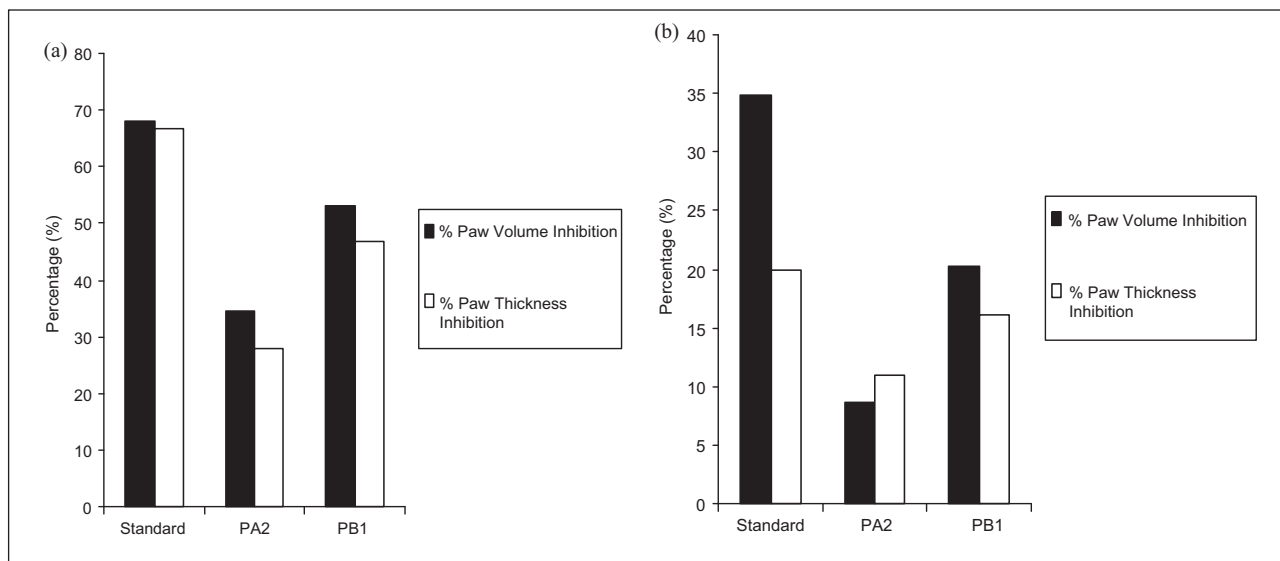 (a)
80
70
60
50
40
30
20
10
0
Percentage (%)
Standard PA2 PB1
% Paw Volume Inhibition
% Paw Thickness
Inhibition
(b)
40
35
30
25
20
15
10
5
0
Percentage (%)
Standard PA2 PB1
% Paw Volume Inhibition
% Paw Thickness
Inhibition